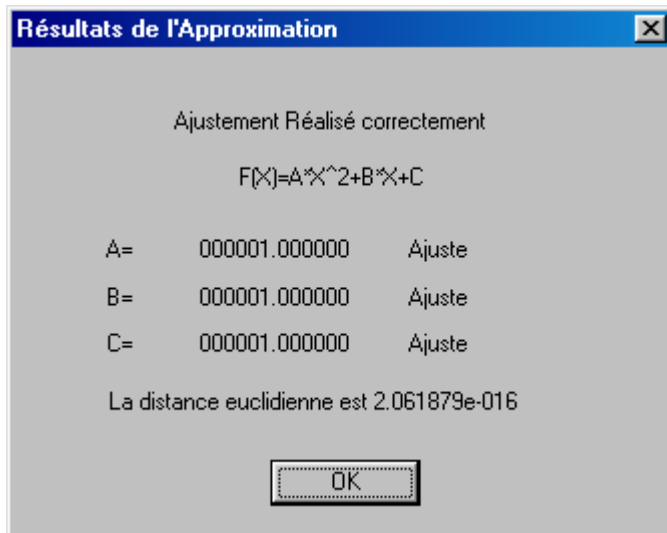 Résultats de l'Approximation
Ajustement Réalisé correctement
F(X)=A*X^2+B*X+C
A= 000001.000000 Ajuste
B= 000001.000000 Ajuste
C= 000001.000000 Ajuste
La distance euclidienne est 2.061879e-016
OK